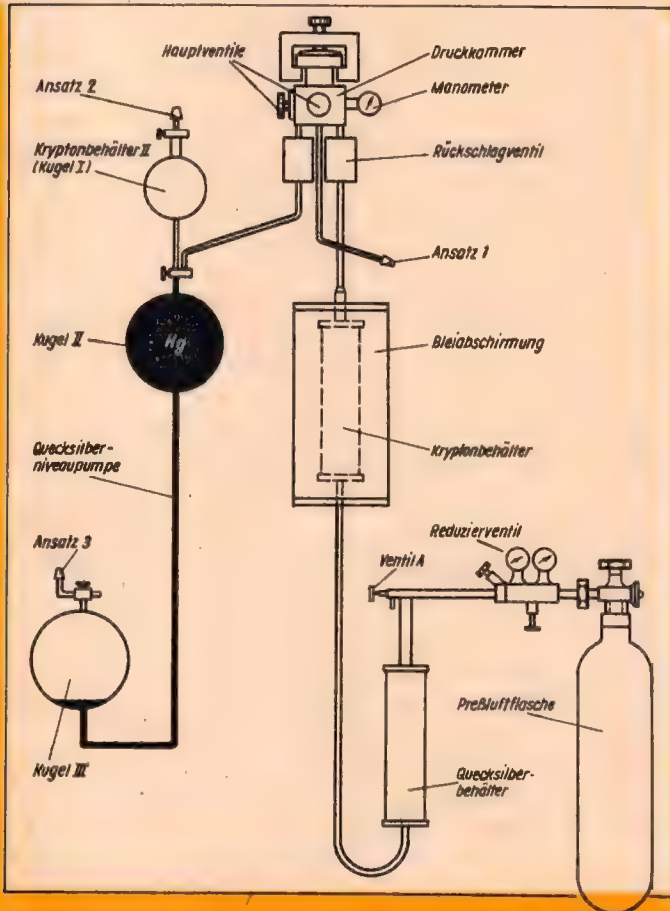 Hauptventile
Druckkammer
Manometer
Ansatz 2
Kryptonbehälter II
(Kugel I)
Rückschlagventil
Ansatz 1
Kugel II
Hg
Bleiabschirmung
Quecksilber-
niveaupumpe
Kryptonbehälter
Ansatz 3
Reduzierventil
Ventil A
Preßluftflasche
Kugel III
Quecksilber-
behälter